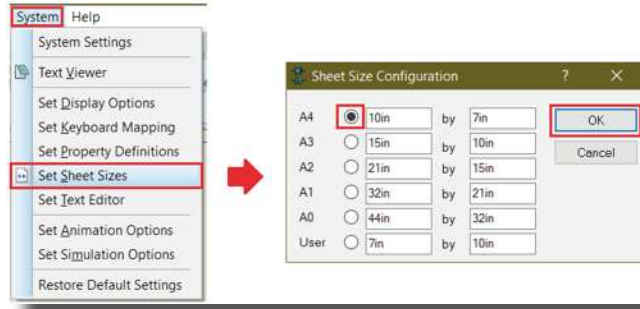 System Help
System Settings
Text Viewer
Set Display Options
Set Keyboard Mapping
Set Property Definitions
Set Sheet Sizes
Set Text Editor
Set Animation Options
Set Simulation Options
Restore Default Settings
Sheet Size Configuration ? ×
A4 10in by 7in OK
A3 15in by 10in Cancel
A2 21in by 15in
A1 32in by 21in
A0 44in by 32in
User 7in by 10in